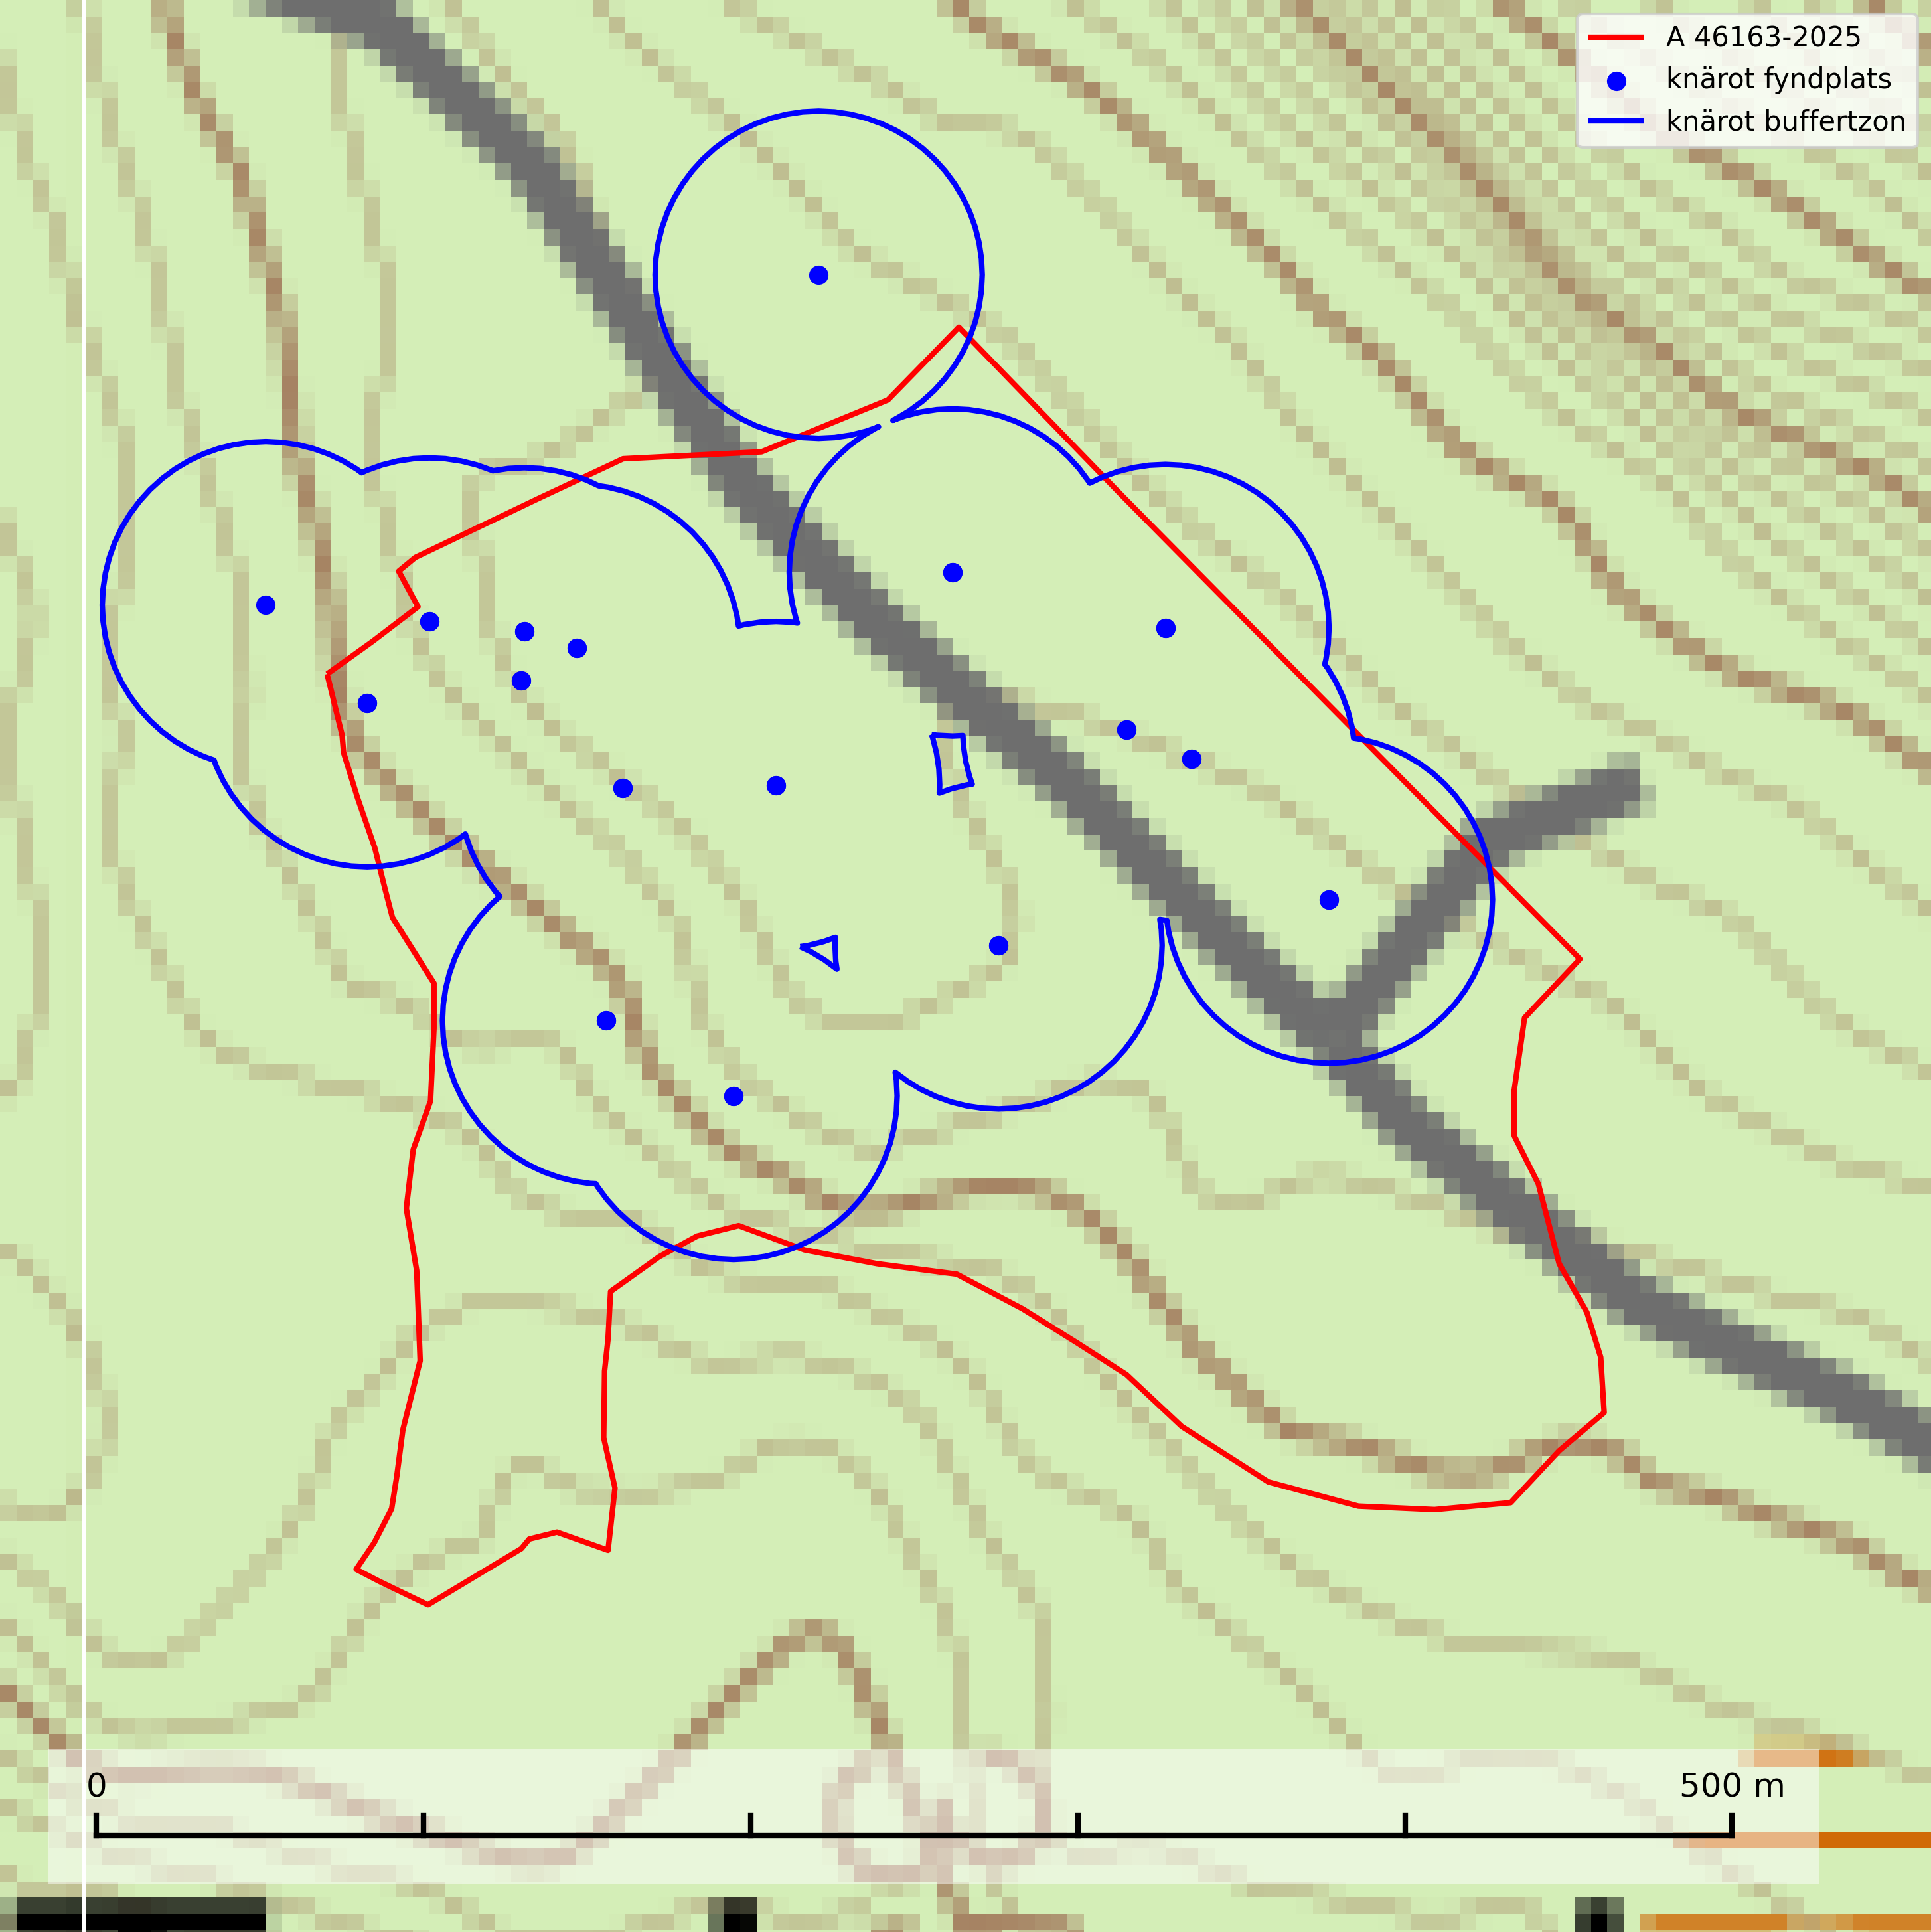 A 46163-2025
knärot fyndplats
knärot buffertzon
0
500 m